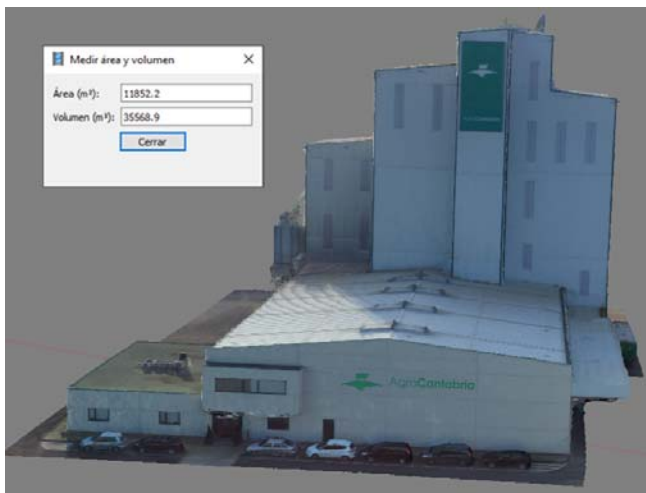 Medir área y volumen
Área (m²):
11852.2
Volumen (m³):
35568.9
Cerrar
AgroCantabria